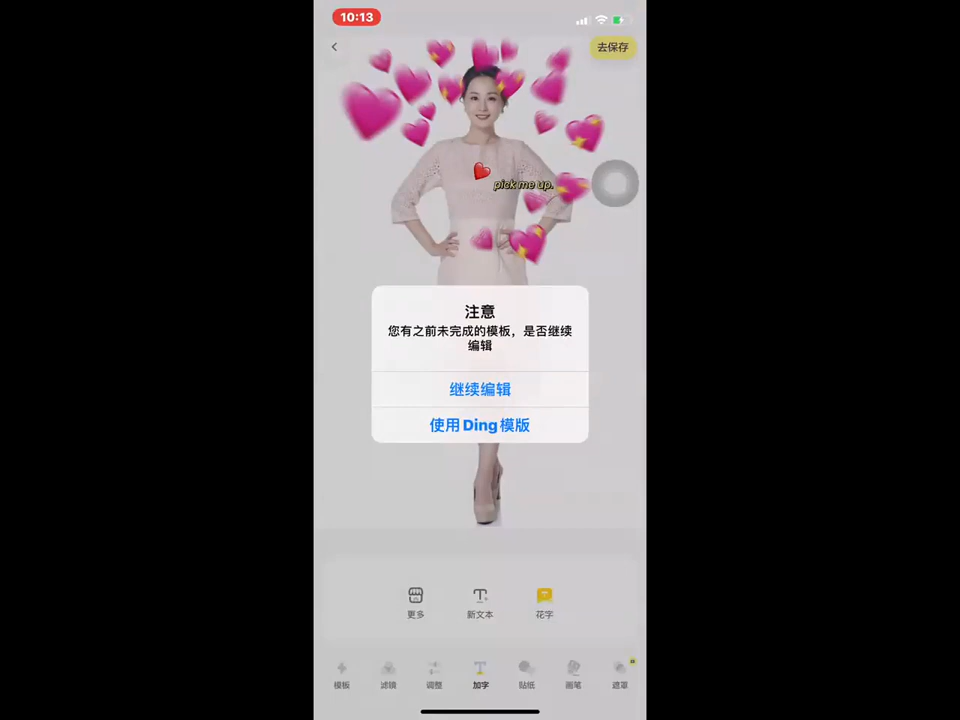 10:13
去保存
pick me up.
注意
您有之前未完成的模板，是否继续
编辑
继续编辑
使用Ding模版
更多
新文本
花字
模板
滤镜
调整
加字
贴纸
画笔
遮罩